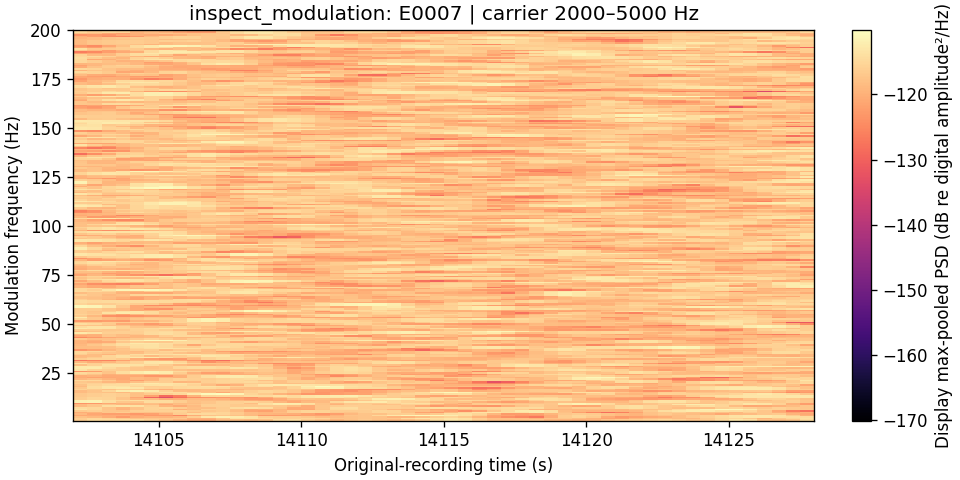 inspect_modulation: E0007 | carrier 2000–5000 Hz
200
175
150
125
100
75
50
25
Modulation frequency (Hz)
14105 14110 14115 14120 14125
Original-recording time (s)
−120
−130
−140
−150
−160
−170
Display max-pooled PSD (dB re digital amplitude²/Hz)